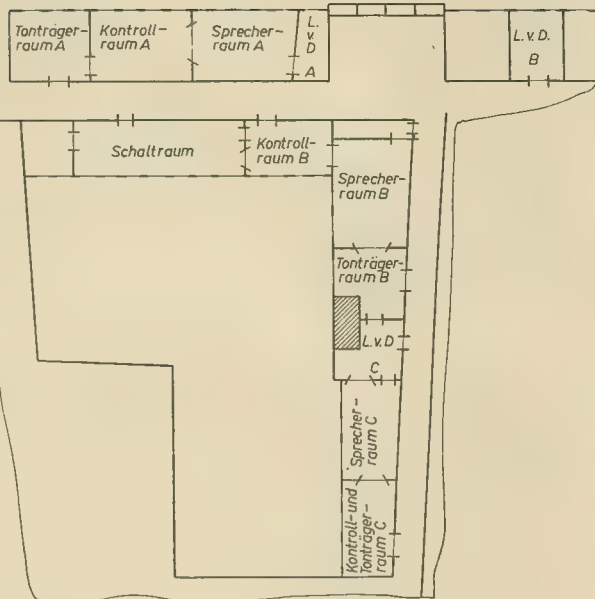 Tonträger-
raum A
Kontroll-
raum A
Sprecher-
raum A
L.
v.
D
A
L.v.D.
B
Schaltraum
Kontroll-
raum B
Sprecher-
raum B
Tonträger-
raum B
L.v.D
C
Sprecher-
raum C
Kontroll-und
Tonträger-
raum C